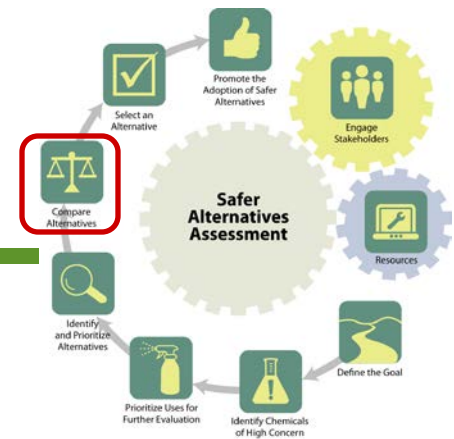 Promote the
Adoption of Safer
Alternatives
Select an
Alternative
Engage
Stakeholders
Compare
Alternatives
Safer
Alternatives
Assessment
Resources
Identify
and Prioritize
Alternatives
Define the Goal
Prioritize Uses for
Further Evaluation
Identify Chemicals
of High Concern